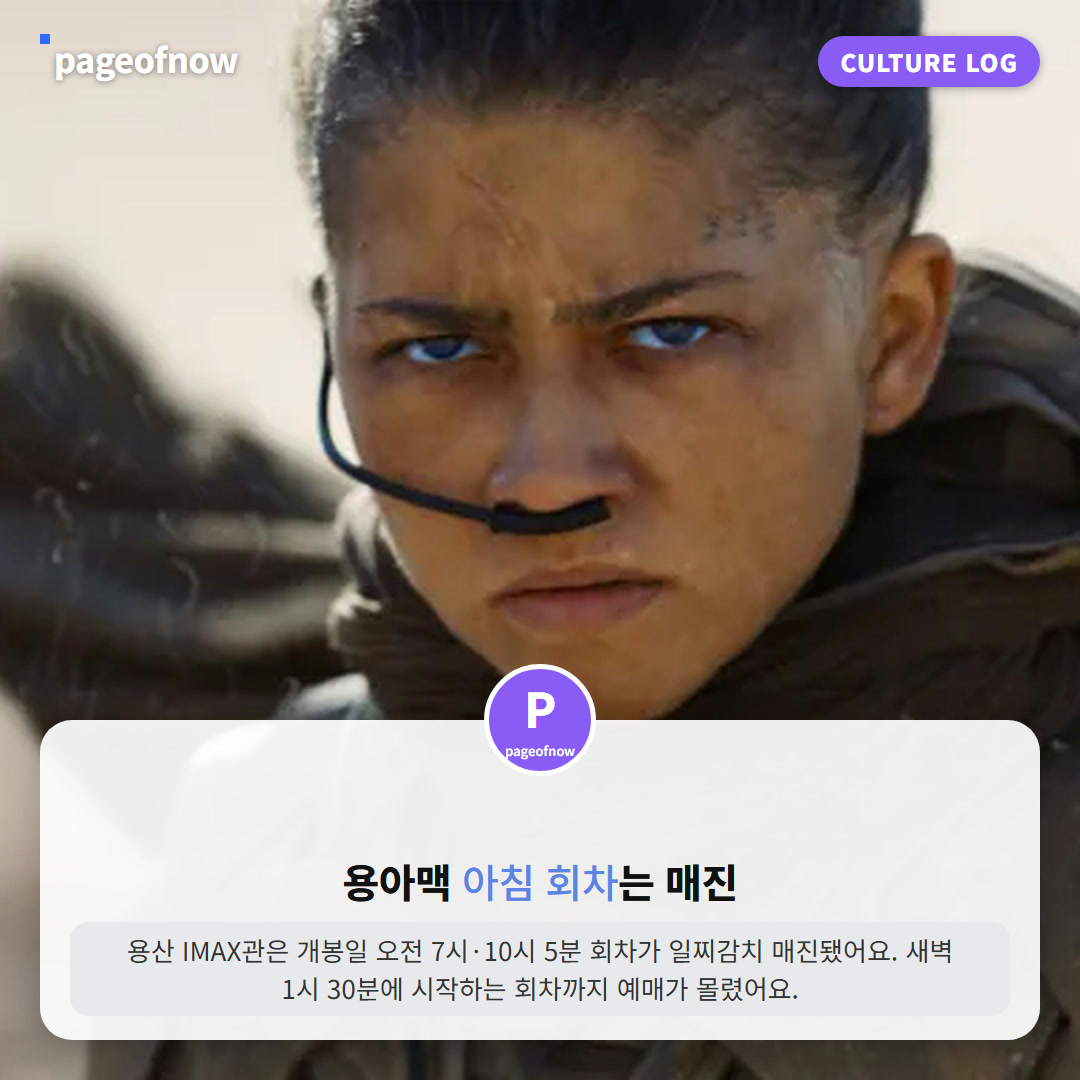 pageofnow
CULTURE LOG
P
pageofnow
용아맥 아침 회차는 매진
용산 IMAX관은 개봉일 오전 7시·10시 5분 회차가 일찌감치 매진됐어요. 새벽
1시 30분에 시작하는 회차까지 예매가 몰렸어요.